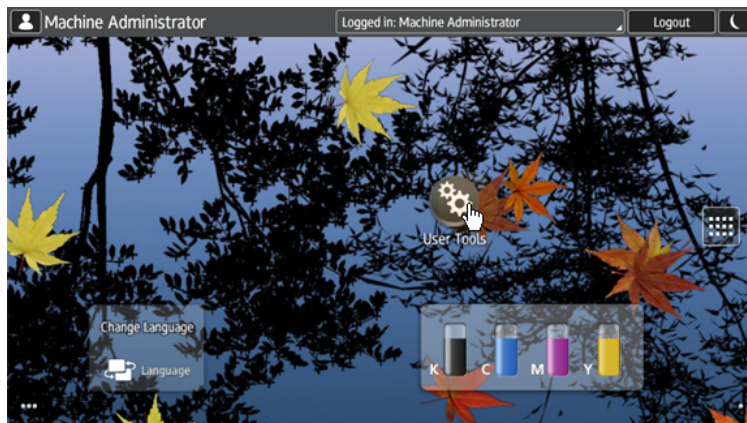 Machine Administrator
Logged in: Machine Administrator
Logout
User Tools
Change Language
Language
K
C
M
Y